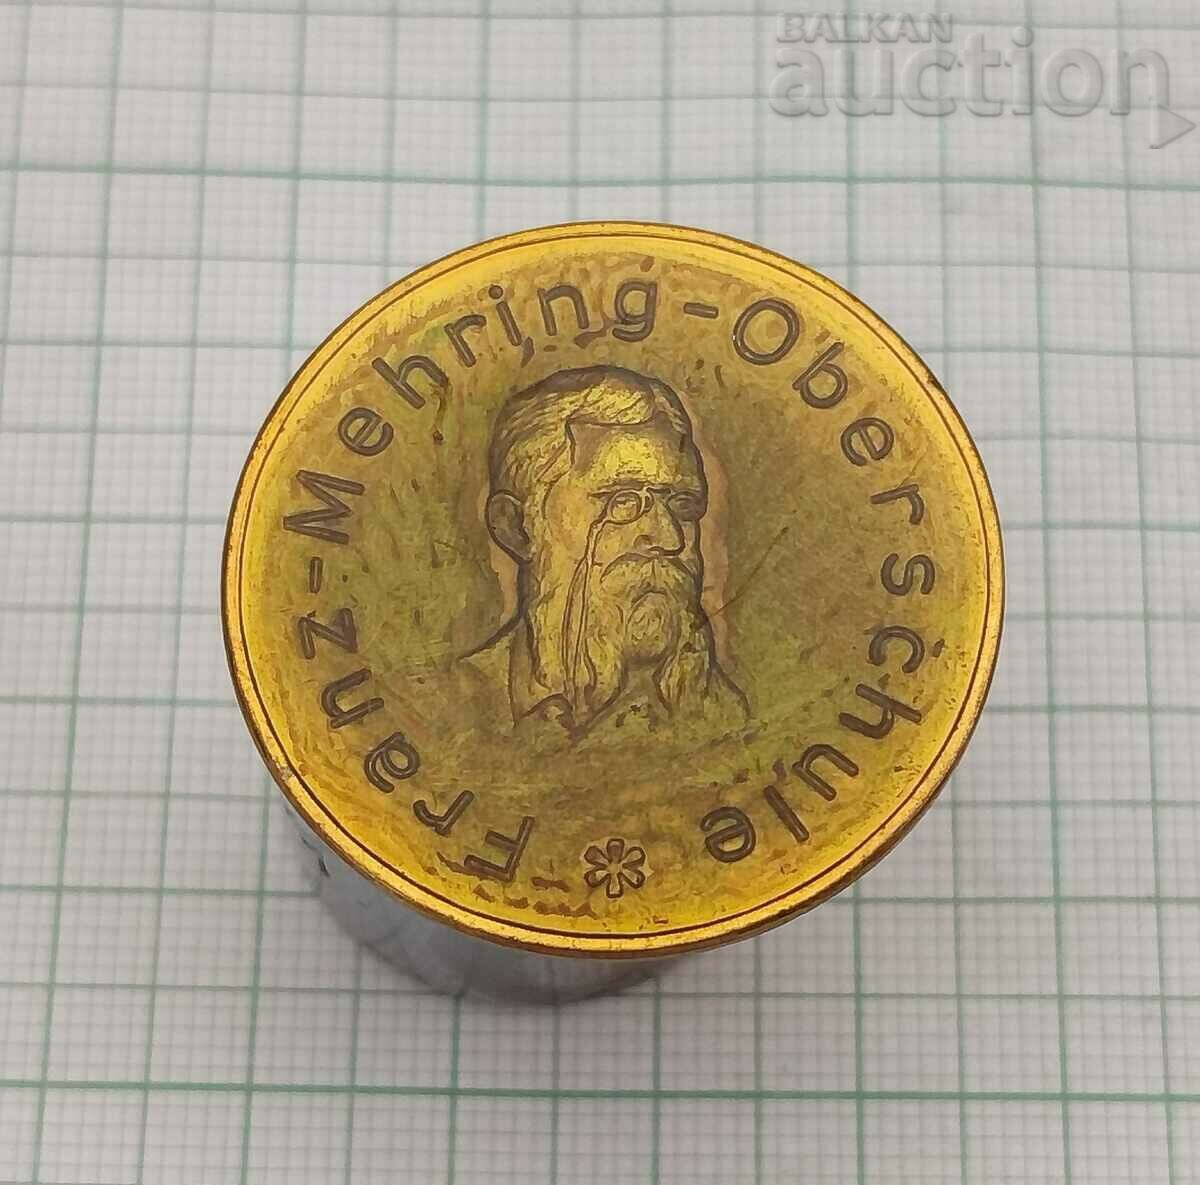 BALKAN
auction
Franz-Mehring-Oberschule *